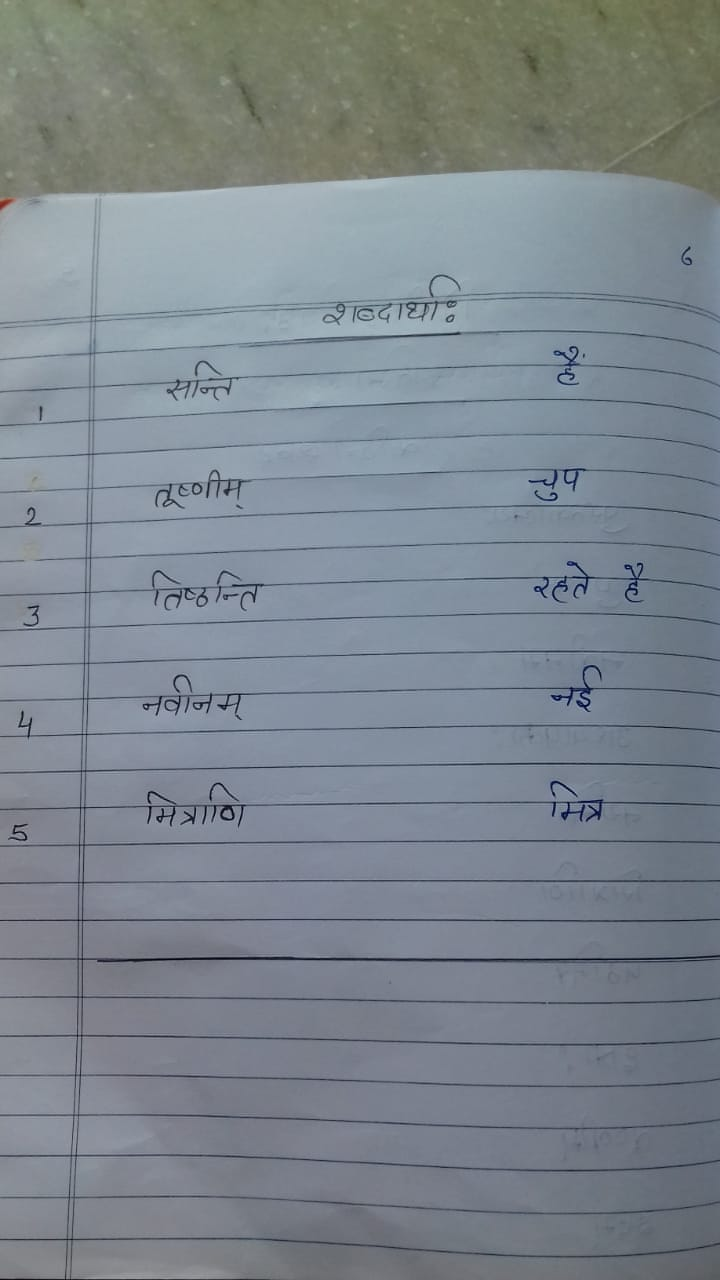 6
शब्दार्थाः
1 सन्ति हैं
2 तूष्णीम् चुप
3 तिष्ठन्ति रहते है
4 नवीनम् नई
5 मित्राणि मित्र